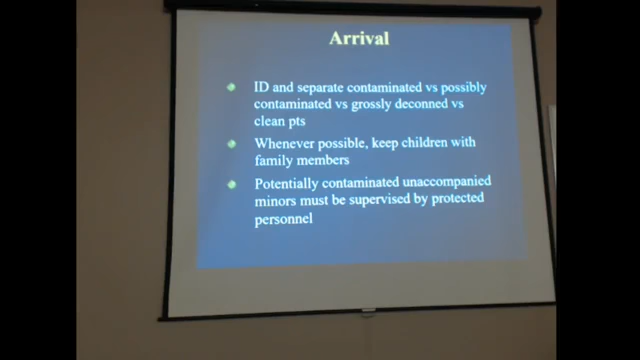 Arrival
ID and separate contaminated vs possibly
contaminated vs grossly deconned vs
clean pts
Whenever possible, keep children with
family members
Potentially contaminated unaccompanied
minors must be supervised by protected
personnel